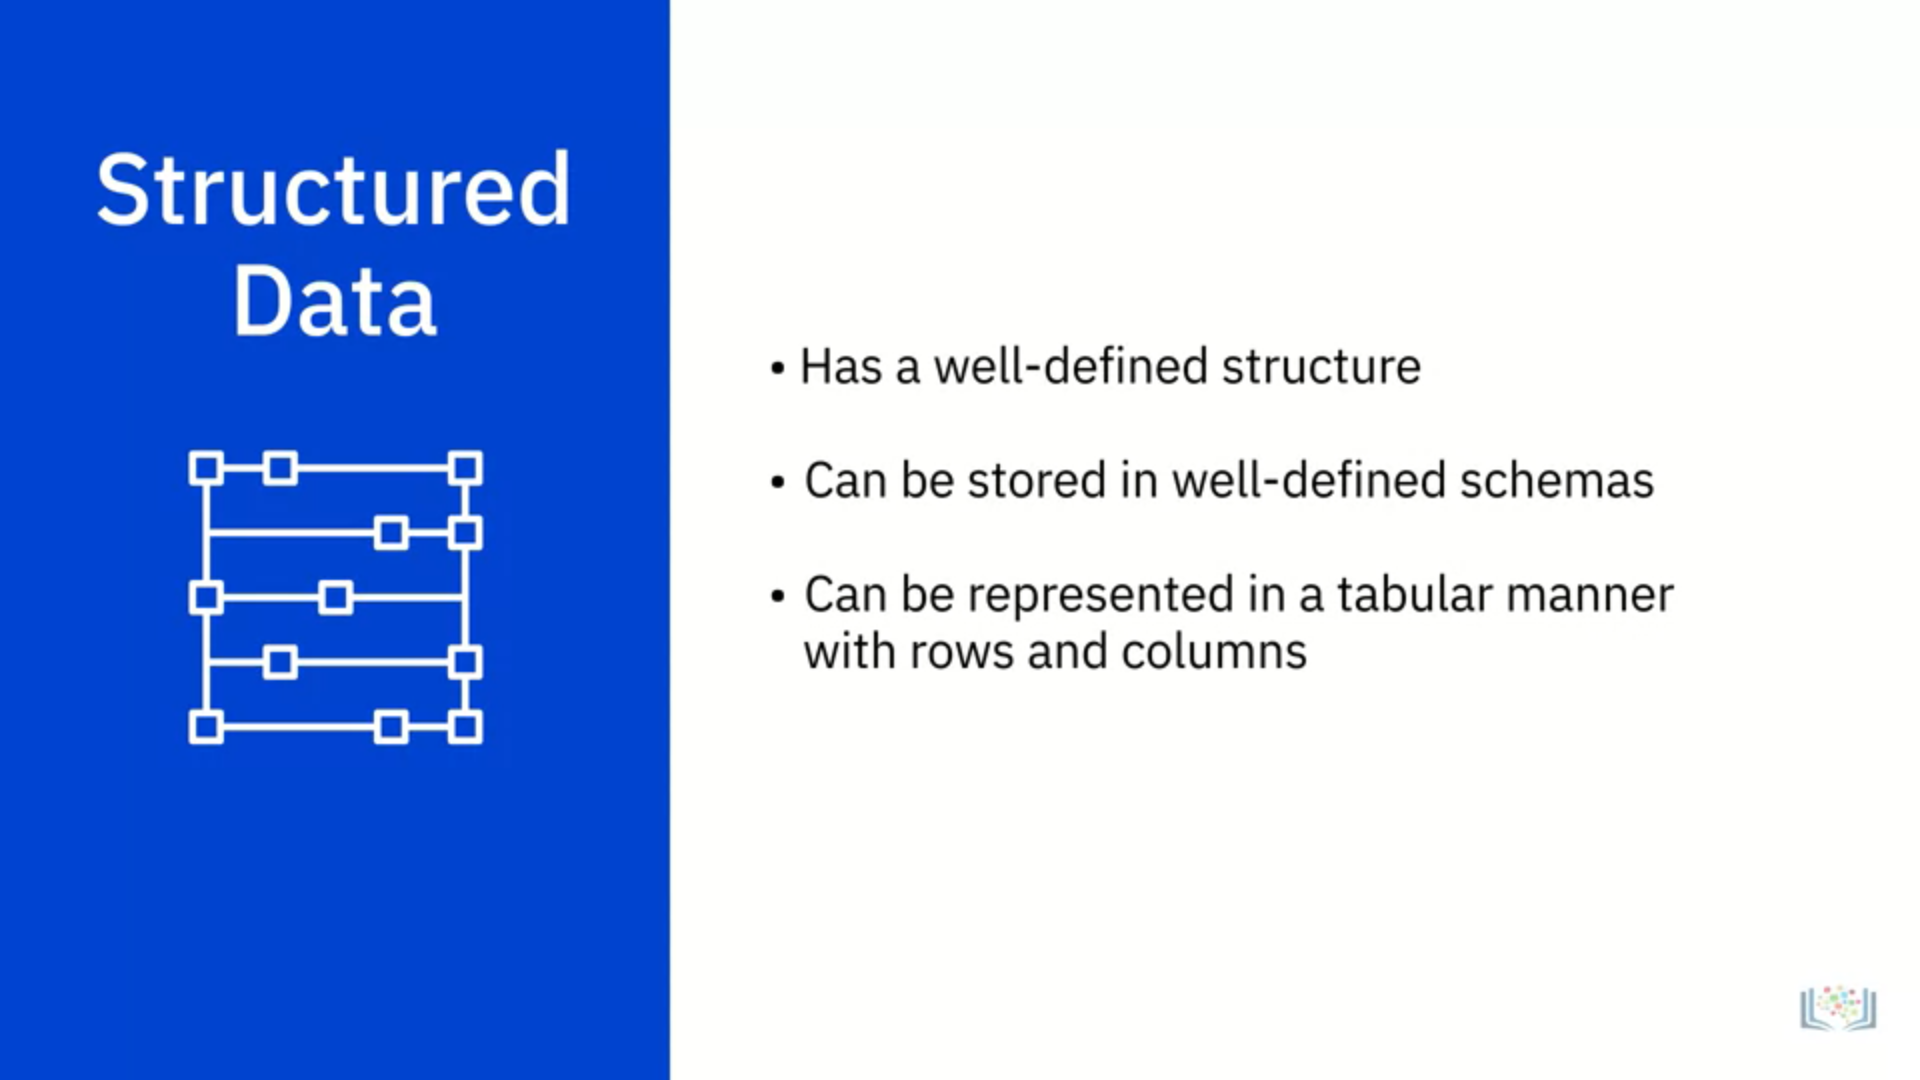 Structured
Data
• Has a well-defined structure
• Can be stored in well-defined schemas
• Can be represented in a tabular manner
with rows and columns